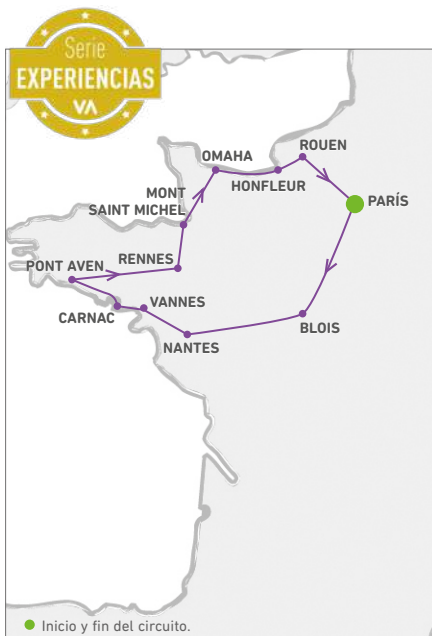 Serie
EXPERIENCIAS
VA
ROUEN
OMAHA
HONFLEUR
PARÍS
MONT
SAINT MICHEL
RENNES
PONT AVEN
VANNES
CARNAC
NANTES
BLOIS
Inicio y fin del circuito.